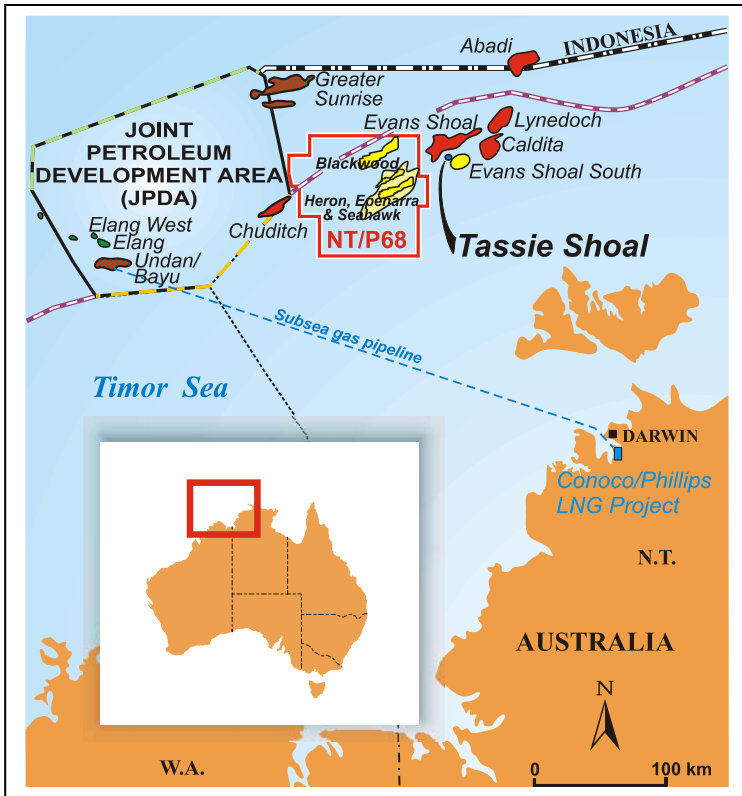 Abadi
INDONESIA
Greater
Sunrise
Evans Shoal
Lynedoch
Caldita
Evans Shoal South
JOINT
PETROLEUM
DEVELOPMENT AREA
(JPDA)
Blackwood
Heron, Epenarra
& Seahawk
NT/P68
Chuditch
Elang West
Elang
Undan/
Bayu
Tassie Shoal
Subsea gas pipeline
Timor Sea
DARWIN
Conoco/Phillips
LNG Project
N.T.
AUSTRALIA
N
W.A.
0 100 km